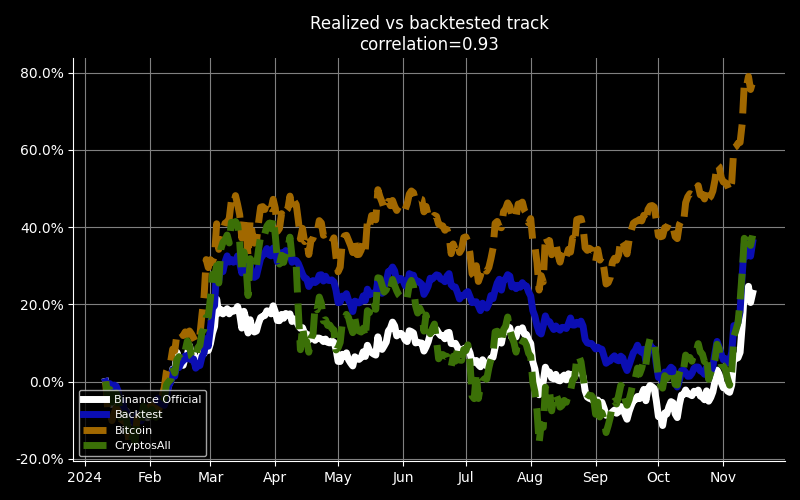 Realized vs backtested track
correlation=0.93
80.0%
60.0%
40.0%
20.0%
0.0%
-20.0%
Binance Official
Backtest
Bitcoin
CryptosAll
2024 Feb Mar Apr May Jun Jul Aug Sep Oct Nov